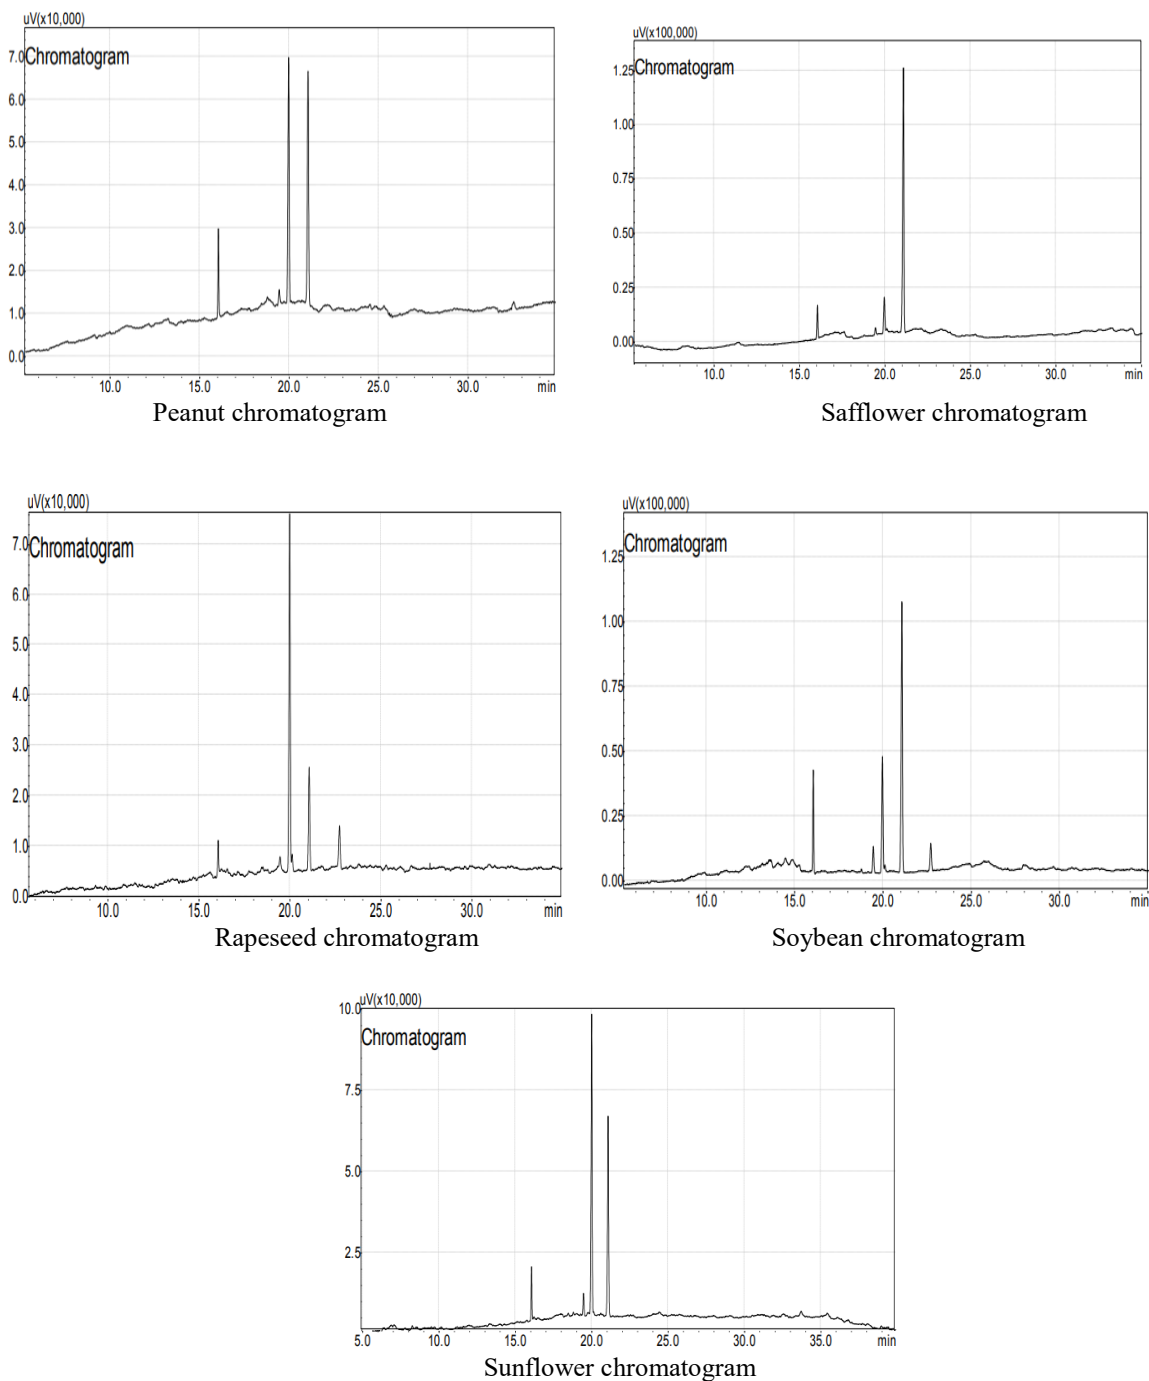 uV(x10,000)
Chromatogram
7.0
6.0
5.0
4.0
3.0
2.0
1.0
0.0
10.0 15.0 20.0 25.0 30.0 min
Peanut chromatogram
uV(x100,000)
Chromatogram
1.25
1.00
0.75
0.50
0.25
0.00
10.0 15.0 20.0 25.0 30.0 min
Safflower chromatogram
uV(x10,000)
Chromatogram
7.0
6.0
5.0
4.0
3.0
2.0
1.0
0.0
10.0 15.0 20.0 25.0 30.0 min
Rapeseed chromatogram
uV(x100,000)
Chromatogram
1.25
1.00
0.75
0.50
0.25
0.00
10.0 15.0 20.0 25.0 30.0 min
Soybean chromatogram
uV(x10,000)
10.0
Chromatogram
7.5
5.0
2.5
5.0 10.0 15.0 20.0 25.0 30.0 35.0 min
Sunflower chromatogram